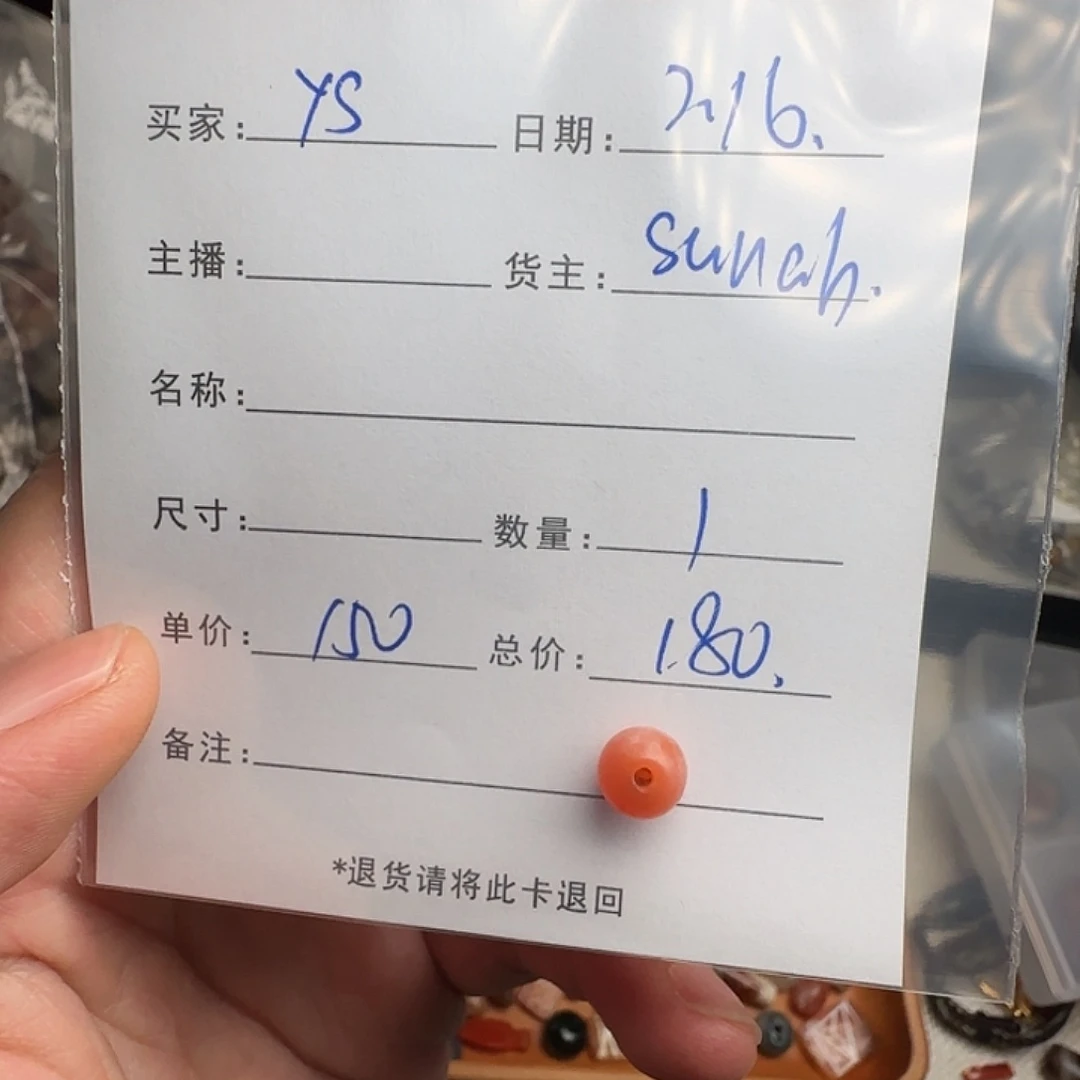 买家: YS 日期: 2.16.
主播: 货主: sunah.
名称:
尺寸: 数量: 1
单价: 150 总价: 180.
备注:
*退货请将此卡退回